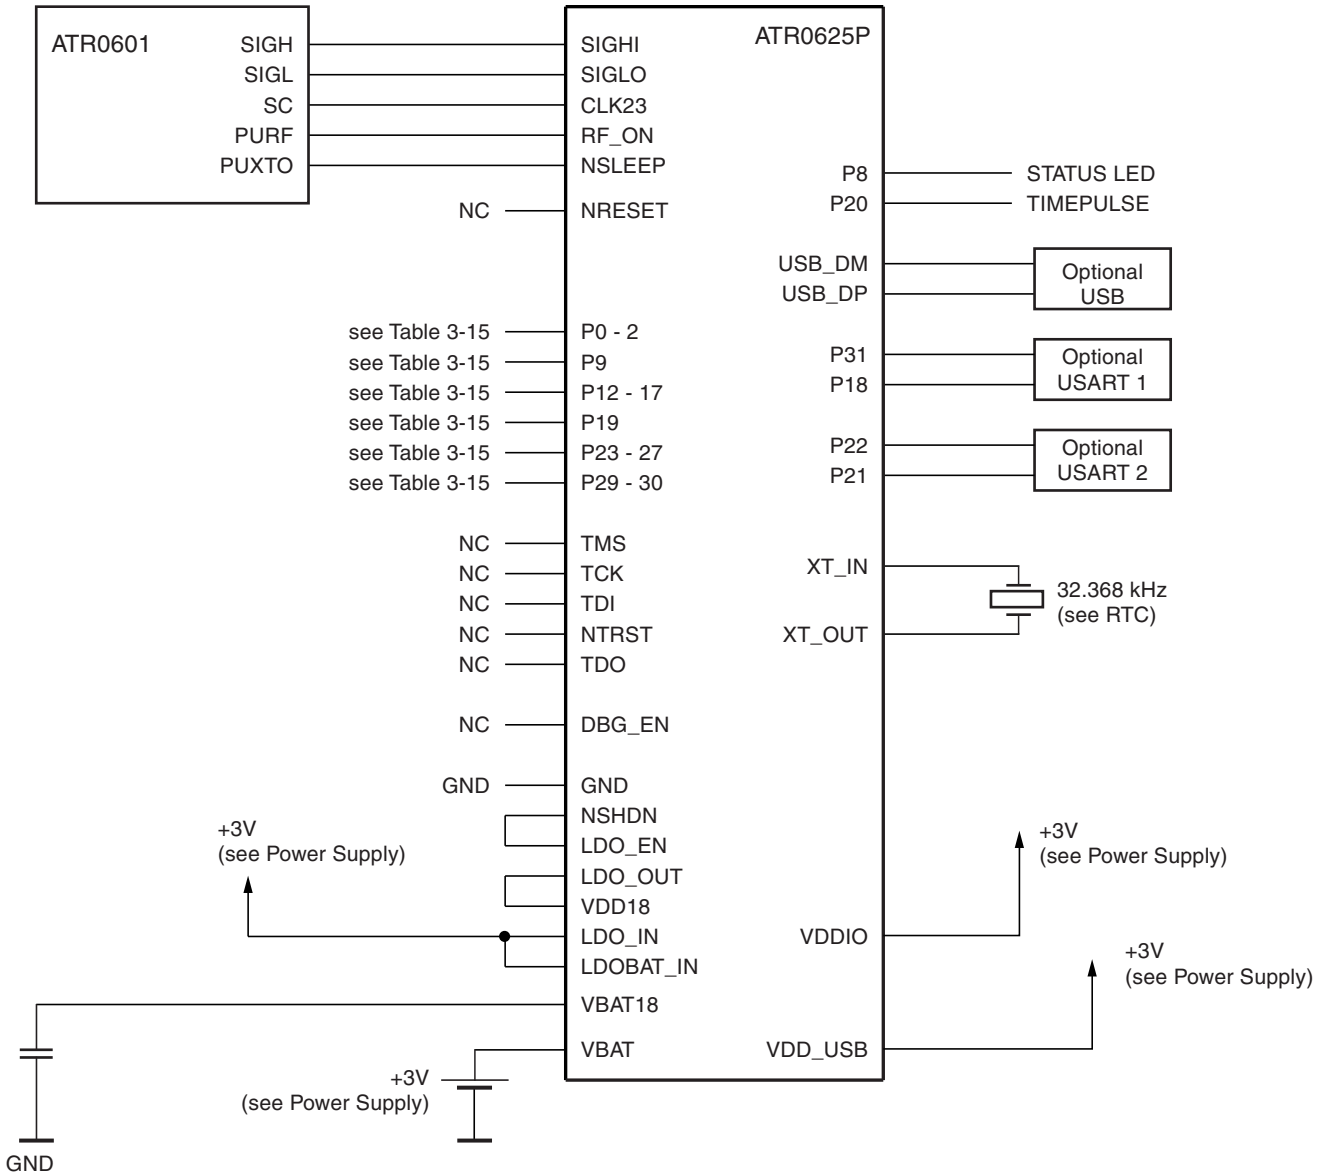 ATR0601
SIGH
SIGL
SC
PURF
PUXTO
ATR0625P
SIGHI
SIGLO
CLK23
RF_ON
NSLEEP
NC
NRESET
see Table 3-15
P0 - 2
see Table 3-15
P9
see Table 3-15
P12 - 17
see Table 3-15
P19
see Table 3-15
P23 - 27
see Table 3-15
P29 - 30
NC
TMS
NC
TCK
NC
TDI
NC
NTRST
NC
TDO
NC
DBG_EN
GND
GND
NSHDN
LDO_EN
LDO_OUT
VDD18
LDO_IN
LDOBAT_IN
VBAT18
VBAT
+3V
(see Power Supply)
+3V
(see Power Supply)
GND
P8
STATUS LED
P20
TIMEPULSE
USB_DM
USB_DP
Optional
USB
P31
P18
Optional
USART 1
P22
P21
Optional
USART 2
XT_IN
XT_OUT
32.368 kHz
(see RTC)
VDDIO
+3V
(see Power Supply)
VDD_USB
+3V
(see Power Supply)